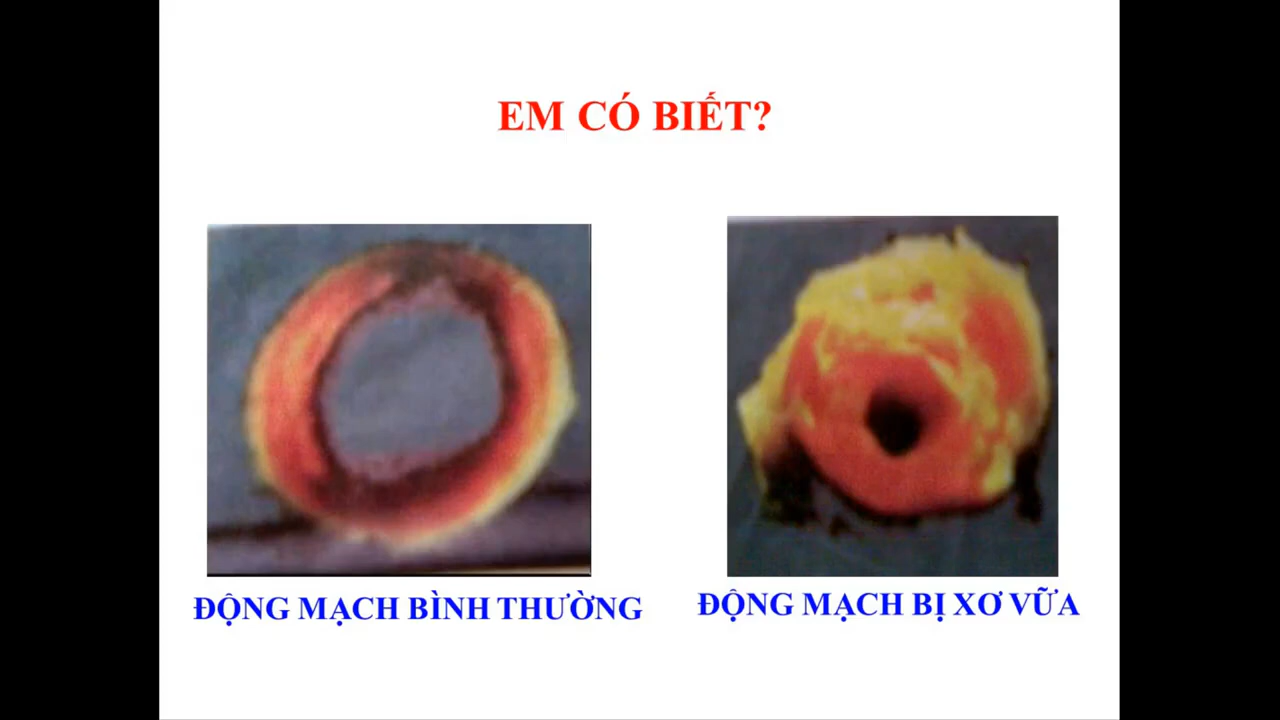 EM CÓ BIẾT?
ĐỘNG MẠCH BÌNH THƯỜNG
ĐỘNG MẠCH BỊ XƠ VỮA